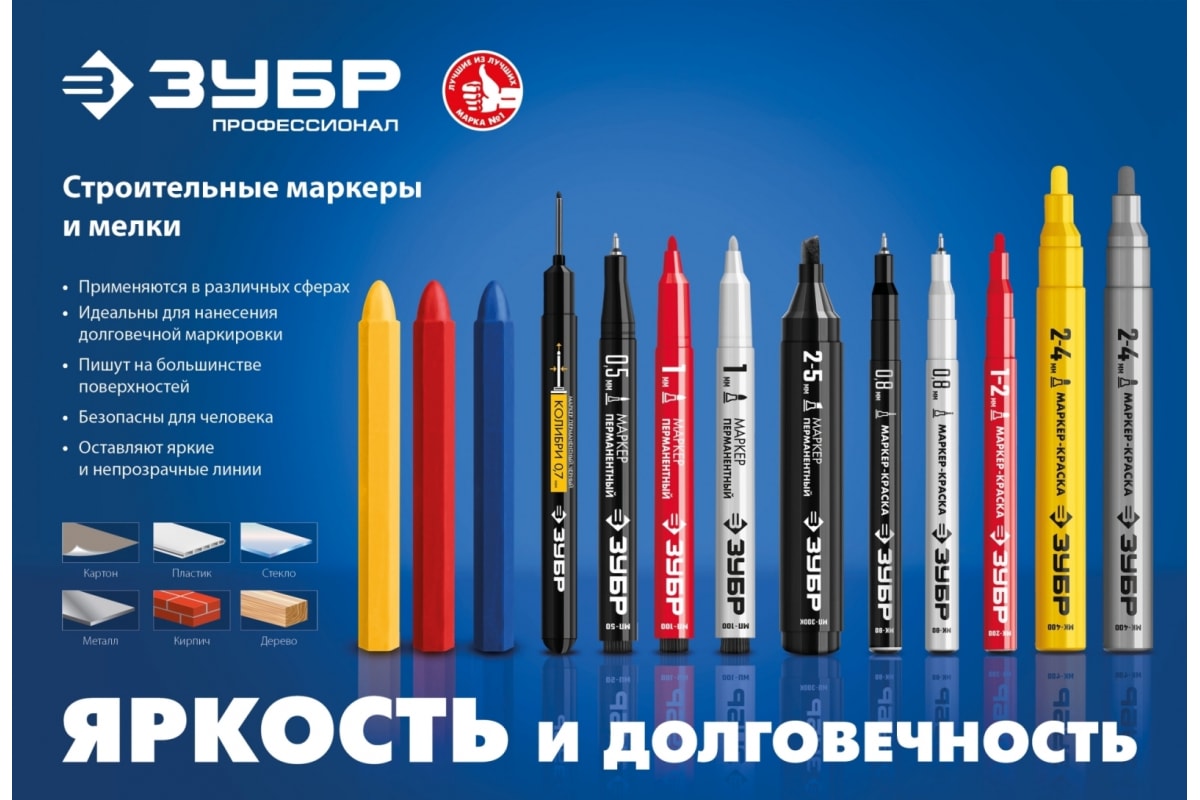 ЗУБР
ПРОФЕССИОНАЛ
ЛУЧШИЕ ИЗ ЛУЧШИХ
МАРКА №1
Строительные маркеры
и мелки
• Применяются в различных сферах
• Идеальны для нанесения
долговечной маркировки
• Пишут на большинстве
поверхностей
• Безопасны для человека
• Оставляют яркие
и непрозрачные линии
Картон
Пластик
Стекло
Металл
Кирпич
Дерево
МАРКЕР ПЕРМАНЕНТНЫЙ, ЧЕРНЫЙ
КОЛИБРИ 0,7 мм
ЗУБР
0,5 мм
МАРКЕР
ПЕРМАНЕНТНЫЙ
ЗУБР
МП-50
1 мм
МАРКЕР
ПЕРМАНЕНТНЫЙ
ЗУБР
МП-100
1 мм
МАРКЕР
ПЕРМАНЕНТНЫЙ
ЗУБР
МП-100
2-5 мм
МАРКЕР
ПЕРМАНЕНТНЫЙ
ЗУБР
МП-300К
0,8 мм
МАРКЕР-КРАСКА
ЗУБР
МК-80
0,8 мм
МАРКЕР-КРАСКА
ЗУБР
МК-80
1-2 мм
МАРКЕР-КРАСКА
ЗУБР
МК-200
2-4 мм
МАРКЕР-КРАСКА
ЗУБР
МК-400
2-4 мм
МАРКЕР-КРАСКА
ЗУБР
МК-400
ЯРКОСТЬ и ДОЛГОВЕЧНОСТЬ